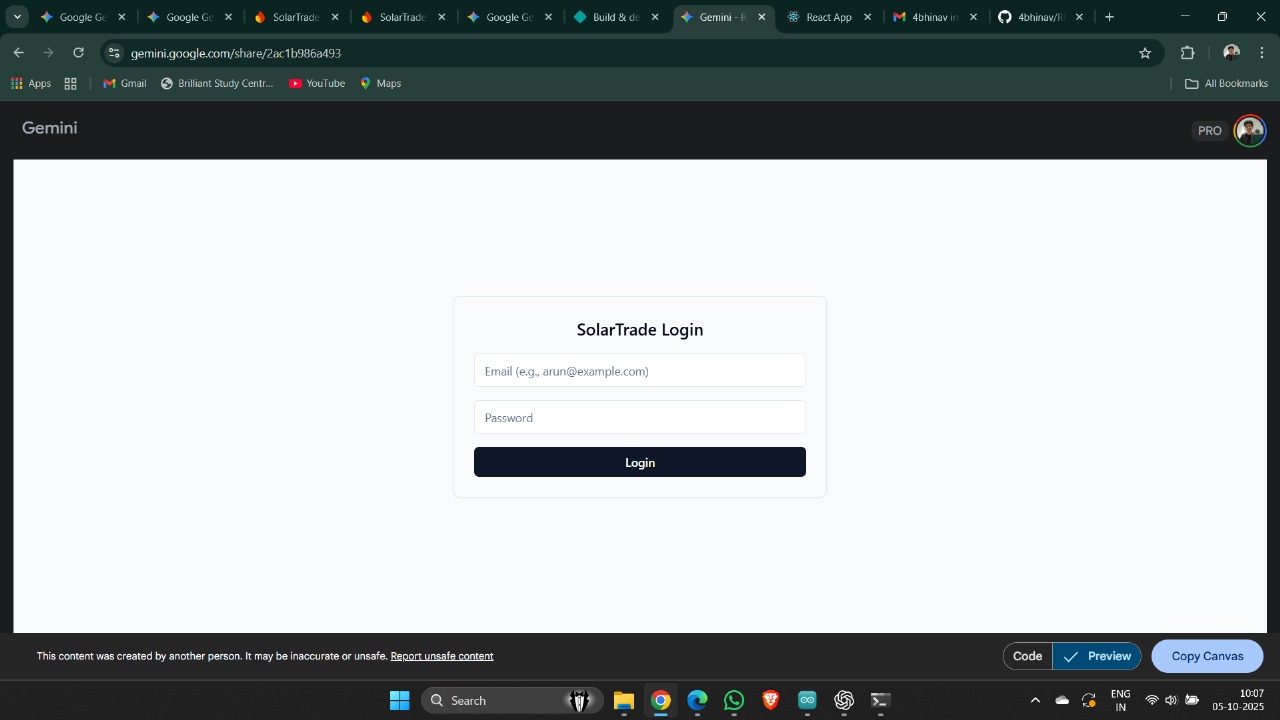 Google Ge
Google Ge
SolarTrade
SolarTrade
Google Ge
Build & de
Gemini - R
React App
4bhinav in
4bhinav/R
gemini.google.com/share/2ac1b986a493
Apps
Gmail
Brilliant Study Centr...
YouTube
Maps
All Bookmarks
Gemini
PRO
SolarTrade Login
Email (e.g., arun@example.com)
Password
Login
This content was created by another person. It may be inaccurate or unsafe. Report unsafe content
Code
Preview
Copy Canvas
Search
ENG
IN
10:07
05-10-2025